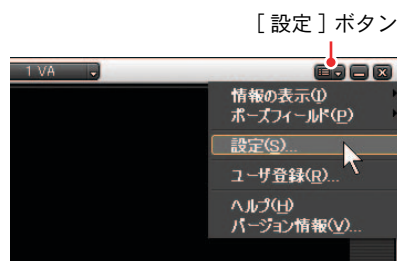 ［設定］ボタン
1 VA
情報の表示(I)
ポーズフィールド(P)
設定(S)...
ユーザ登録(R)...
ヘルプ(H)
バージョン情報(V)...